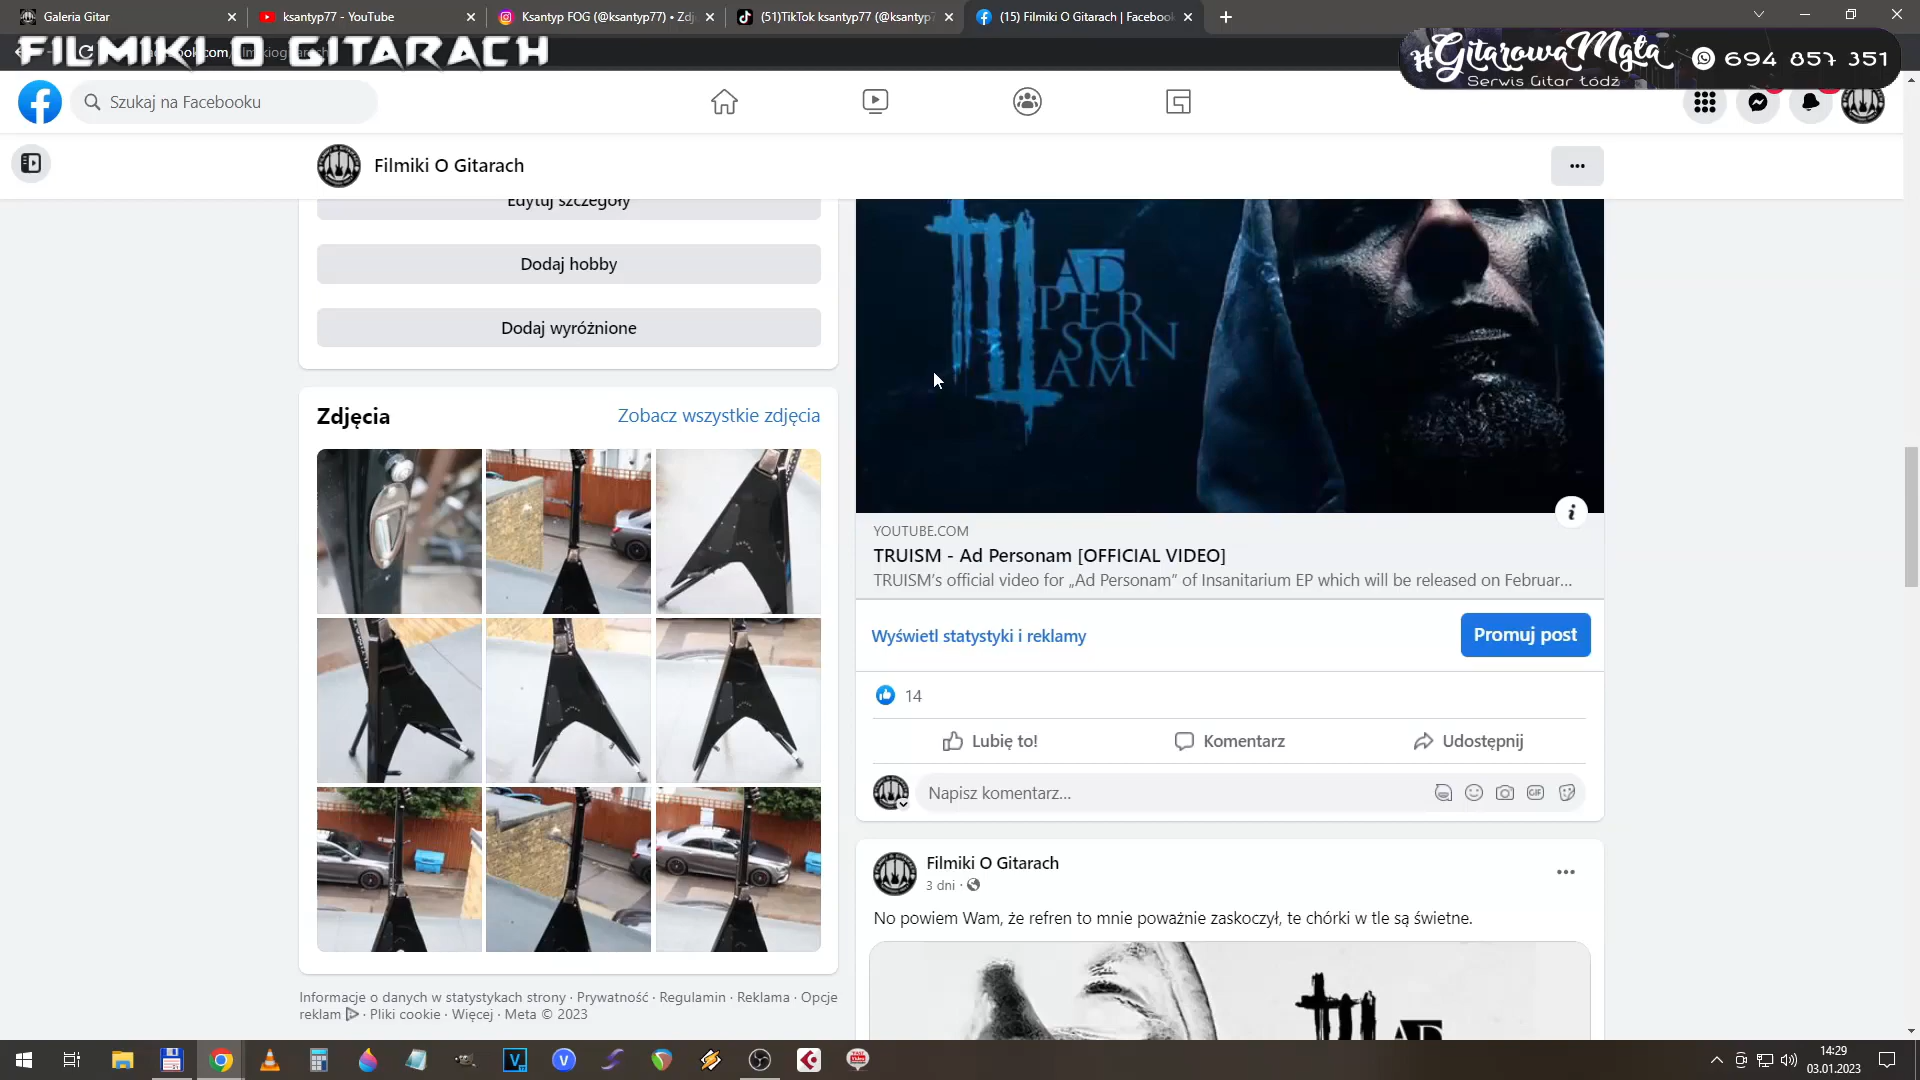 Galeria Gitar
ksantyp77 - YouTube
Ksantyp FOG (@ksantyp77) • Zdj
(51)TikTok ksantyp77 (@ksantyp7
(15) Filmiki O Gitarach | Facebook
FILMIKI O GITARACH
#GitarowaMgła
Serwis Gitar Łódź
694 857 351
Szukaj na Facebooku
Filmiki O Gitarach
Edytuj szczegóły
Dodaj hobby
Dodaj wyróżnione
Zdjęcia
Zobacz wszystkie zdjęcia
AD
PER
SON
AM
YOUTUBE.COM
TRUISM - Ad Personam [OFFICIAL VIDEO]
TRUISM's official video for „Ad Personam” of Insanitarium EP which will be released on Februar...
Wyświetl statystyki i reklamy
Promuj post
14
Lubię to!
Komentarz
Udostępnij
Napisz komentarz...
GIF
Filmiki O Gitarach
3 dni ·
No powiem Wam, że refren to mnie poważnie zaskoczył, te chórki w tle są świetne.
AD
Informacje o danych w statystykach strony · Prywatność · Regulamin · Reklama · Opcje
reklam · Pliki cookie · Więcej · Meta © 2023
14:29
03.01.2023